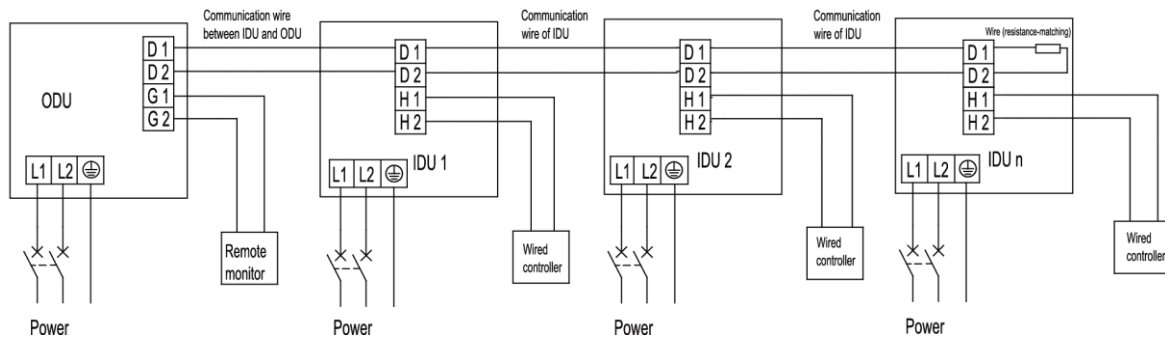 Communication wire
between IDU and ODU
Communication
wire of IDU
Communication
wire of IDU
Wire (resistance-matching)
ODU
D 1
D 2
G 1
G 2
L1 L2
Remote
monitor
Power
D 1
D 2
H 1
H 2
IDU 1
L1 L2
Wired
controller
Power
D 1
D 2
H 1
H 2
IDU 2
L1 L2
Wired
controller
Power
D 1
D 2
H 1
H 2
IDU n
L1 L2
Wired
controller
Power